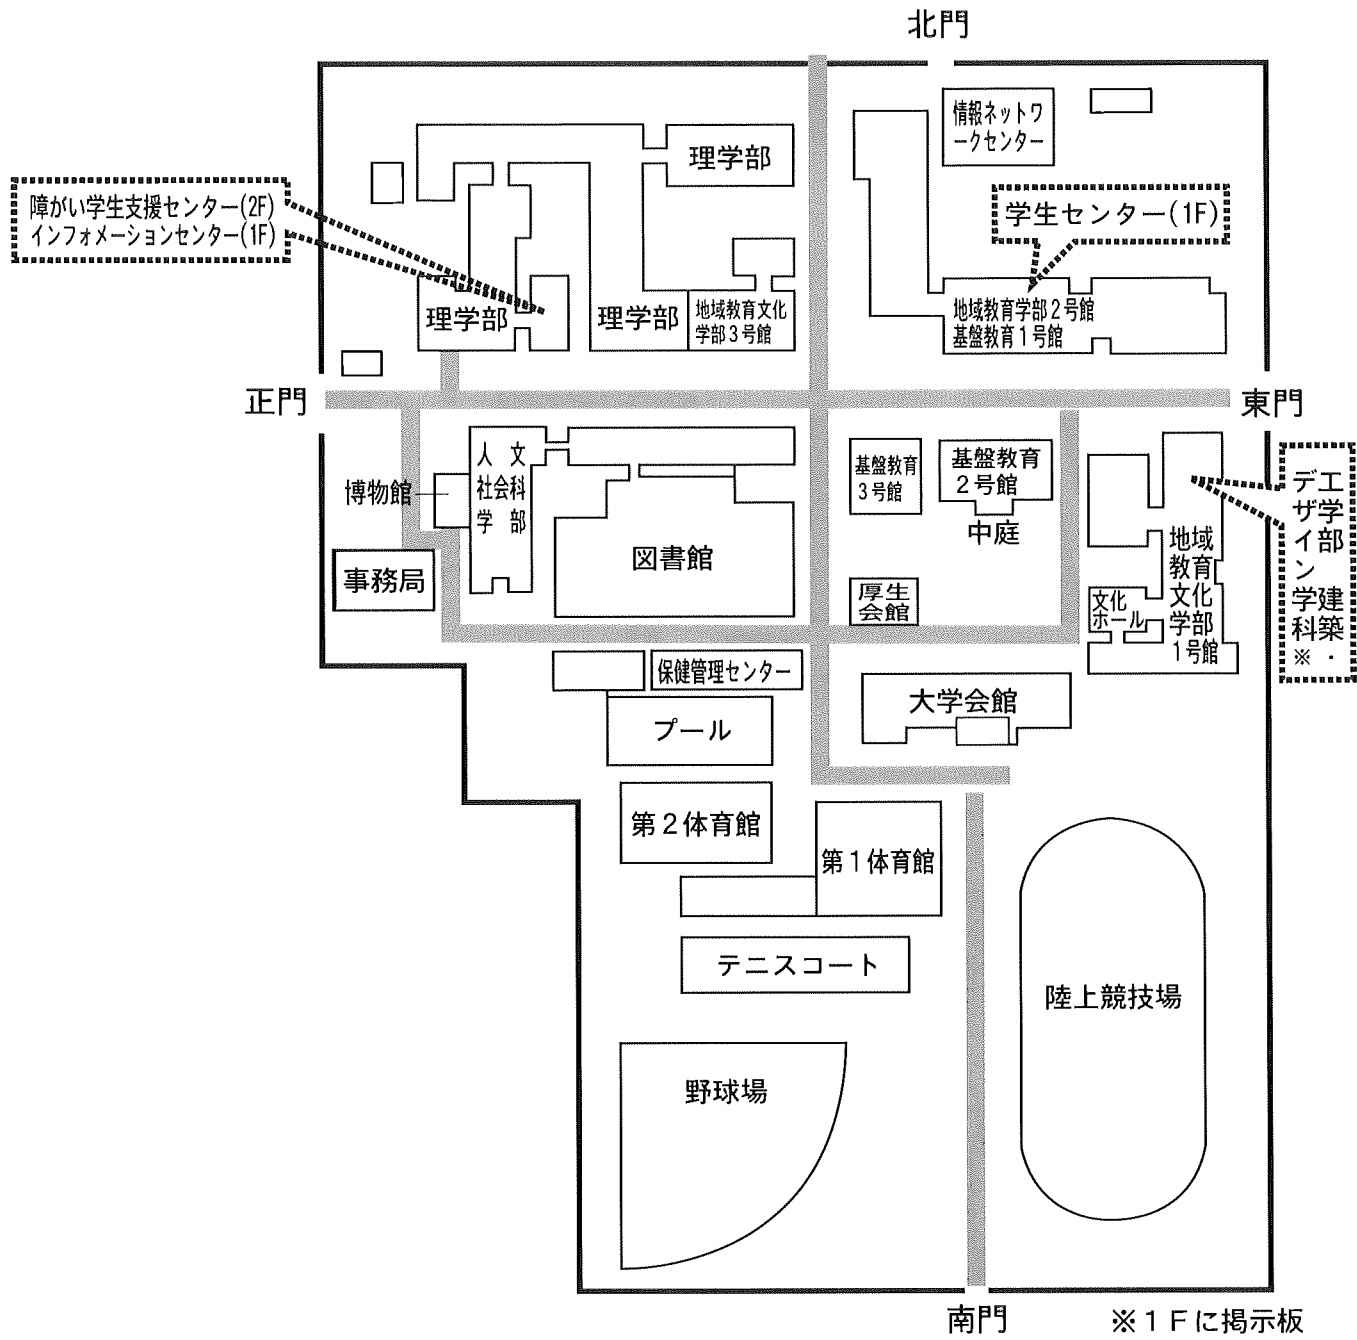 北門
情報ネットワ
ークセンター
理学部
障がい学生支援センター(2F)
インフォメーションセンター(1F)
学生センター(1F)
理学部
理学部
地域教育文化
学部3号館
地域教育学部2号館
基盤教育1号館
正門
東門
人文
社会科
学部
博物館
基盤教育
3号館
基盤教育
2号館
中庭
工学部 建築・
デザイン学科※
図書館
事務局
厚生
会館
地域
教育
文化
学部
1号館
文化
ホール
保健管理センター
大学会館
プール
第2体育館
第1体育館
テニスコート
陸上競技場
野球場
南門
※1Fに掲示板